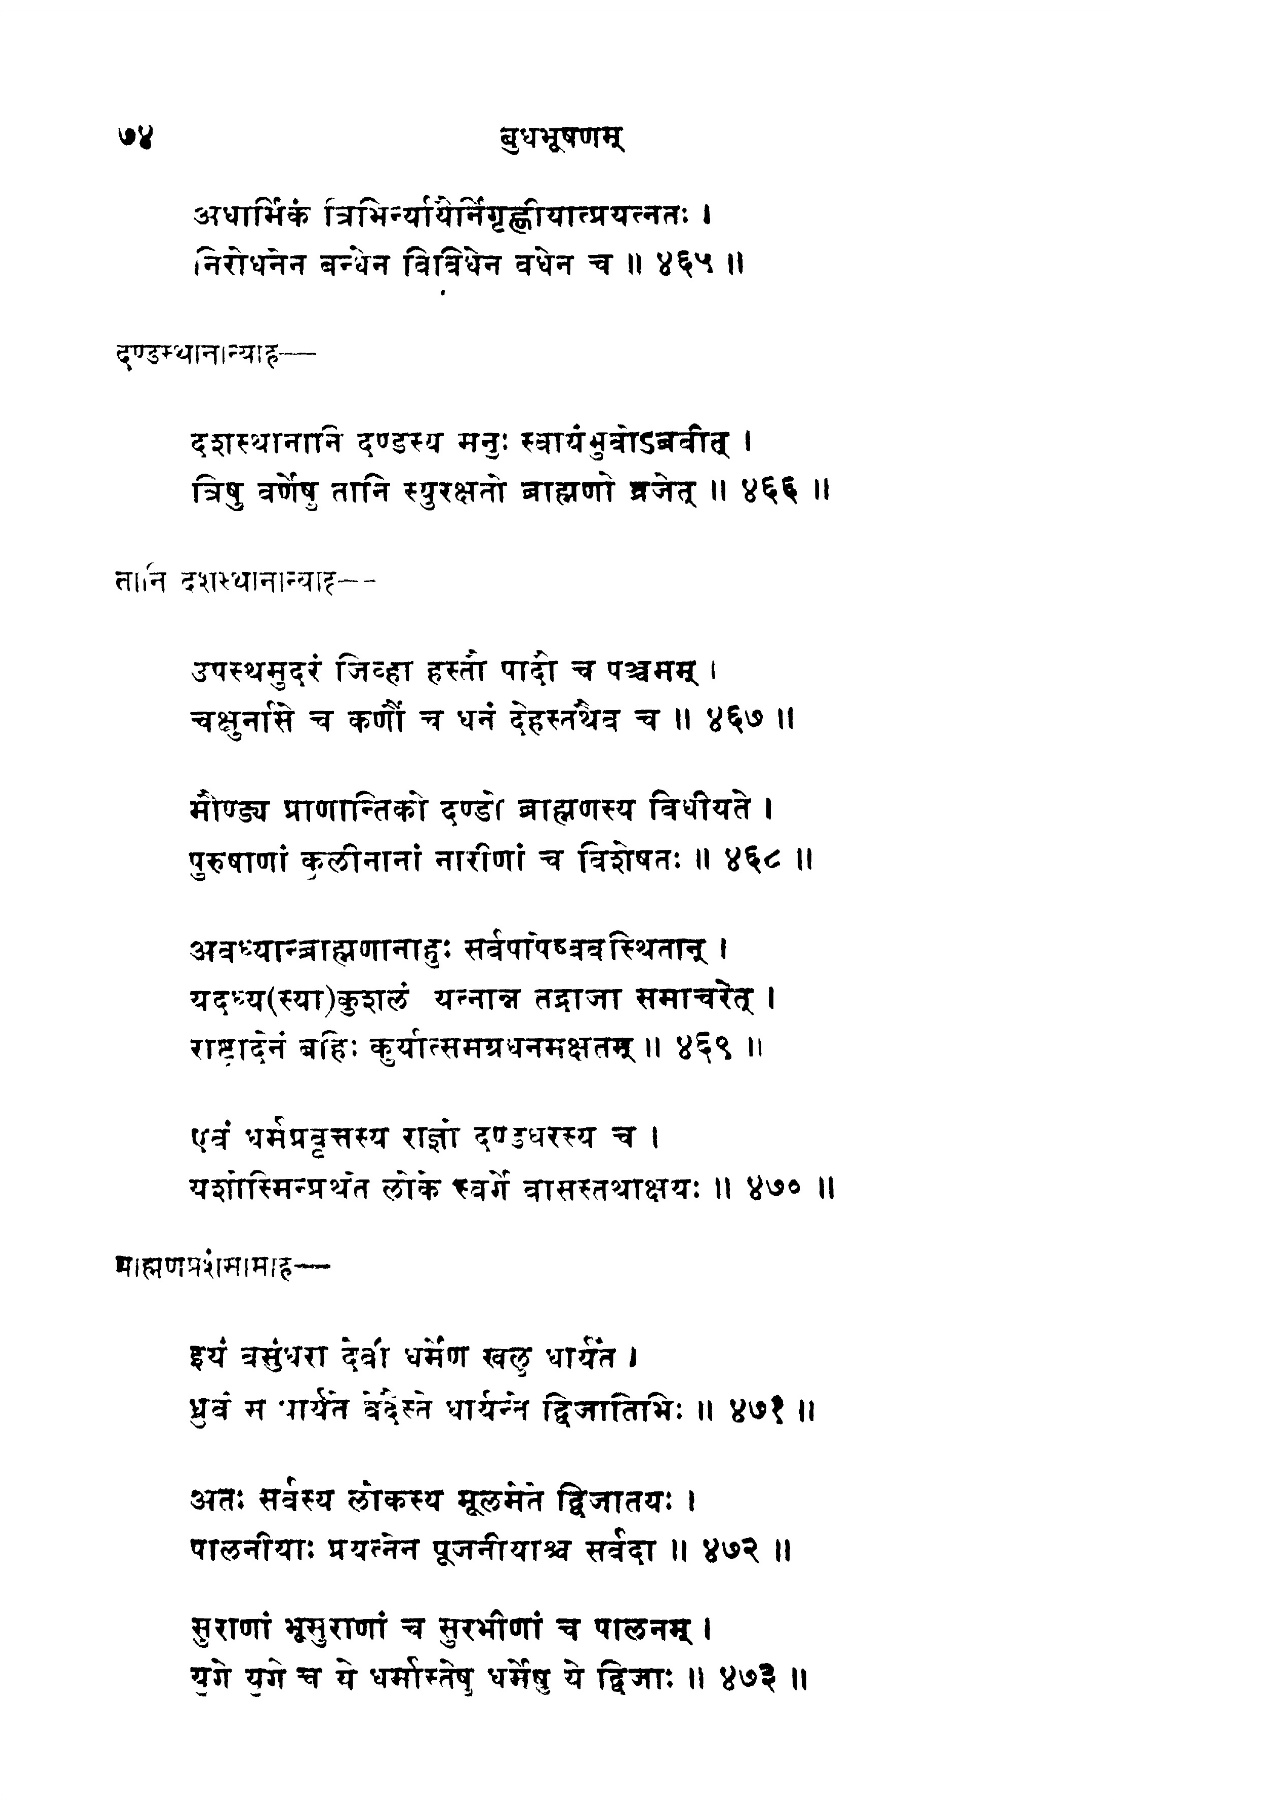 ७४ बुधभूषणम्
अधार्मिकं त्रिभिर्न्यायैर्निगृह्णीयात्प्रयत्नतः ।
निरोधनेन बन्धेन विविधेन वधेन च ॥ ४६५ ॥
दण्डस्थानान्याह—
दशस्थानानि दण्डस्य मनुः स्वायंभुवोऽब्रवीत् ।
त्रिषु वर्णेषु तानि स्युरक्षतो ब्राह्मणो व्रजेत् ॥ ४६६ ॥
तानि दशस्थानान्याह--
उपस्थमुदरं जिव्हा हस्तौ पादौ च पञ्चमम् ।
चक्षुर्नासे च कर्णौ च धनं देहस्तथैव च ॥ ४६७ ॥
मौण्ड्य प्राणान्तिको दण्डो ब्राह्मणस्य विधीयते ।
पुरुषाणां कुलीनानां नारीणां च विशेषतः ॥ ४६८ ॥
अवध्यान्ब्राह्मणानाहुः सर्वपापेष्ववस्थितान् ।
यदध्य(स्या)कुशलं यत्नान्न तद्राजा समाचरेत् ।
राष्ट्रादेनं बहिः कुर्यात्समग्रधनमक्षतम् ॥ ४६९ ॥
एवं धर्मप्रवृत्तस्य राज्ञो दण्डधरस्य च ।
यशोस्मिन्प्रथते लोके स्वर्गे वासस्तथाक्षयः ॥ ४७० ॥
ब्राह्मणप्रशंसामाह—
इयं वसुंधरा देवी धर्मेण खलु धार्यते ।
ध्रुवं स धार्यते वेदैस्ते धार्यन्ते द्विजातिभिः ॥ ४७१ ॥
अतः सर्वस्य लोकस्य मूलमेते द्विजातयः ।
पालनीयाः प्रयत्नेन पूजनीयाश्च सर्वदा ॥ ४७२ ॥
सुराणां भूसुराणां च सुरभीणां च पालनम् ।
युगे युगे च ये धर्मास्तेषु धर्मेषु ये द्विजाः ॥ ४७३ ॥